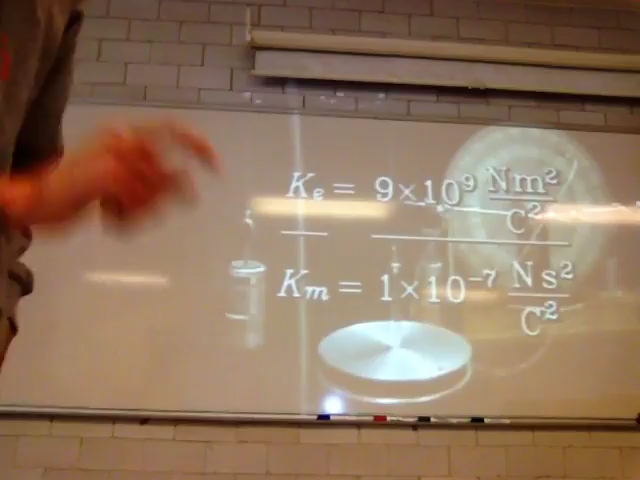 Kₑ = 9×10⁹ Nm²/C²
Kₘ = 1×10⁻⁷ Ns²/C²